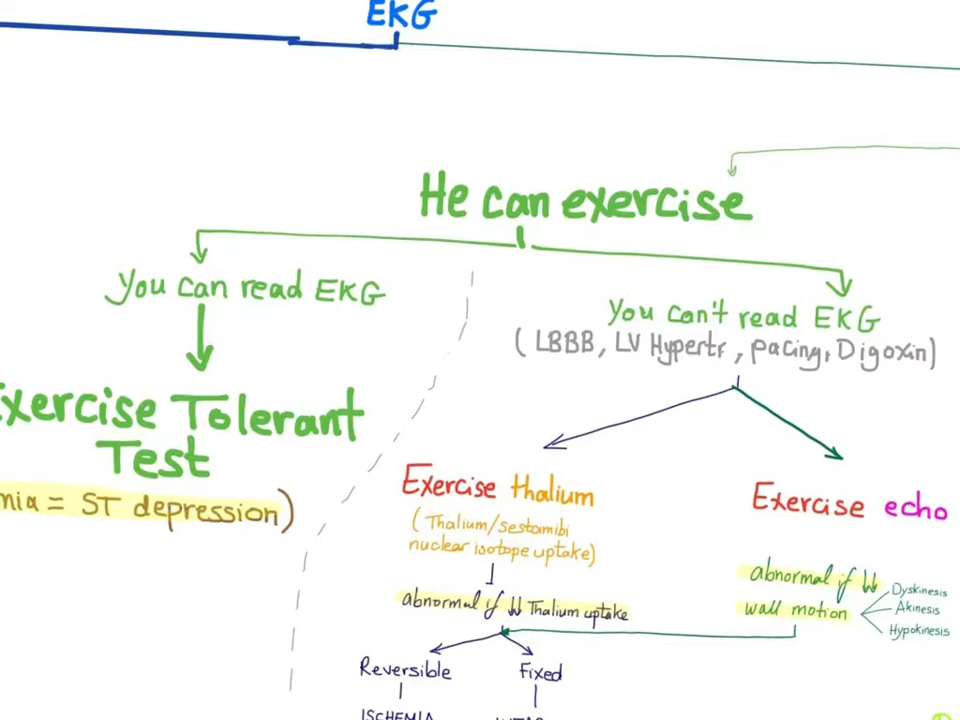 EKG
He can exercise
You can read EKG
Exercise Tolerant
Test
mia = ST depression)
You can't read EKG
(LBBB, LV Hypertr, pacing, Digoxin)
Exercise thalium
(Thalium/sestamibi
nuclear isotope uptake)
abnormal if ↓↓ Thalium uptake
Reversible
ISCHEMIA
Fixed
Exercise echo
abnormal if ↓↓
wall motion
Dyskinesis
Akinesis
Hypokinesis